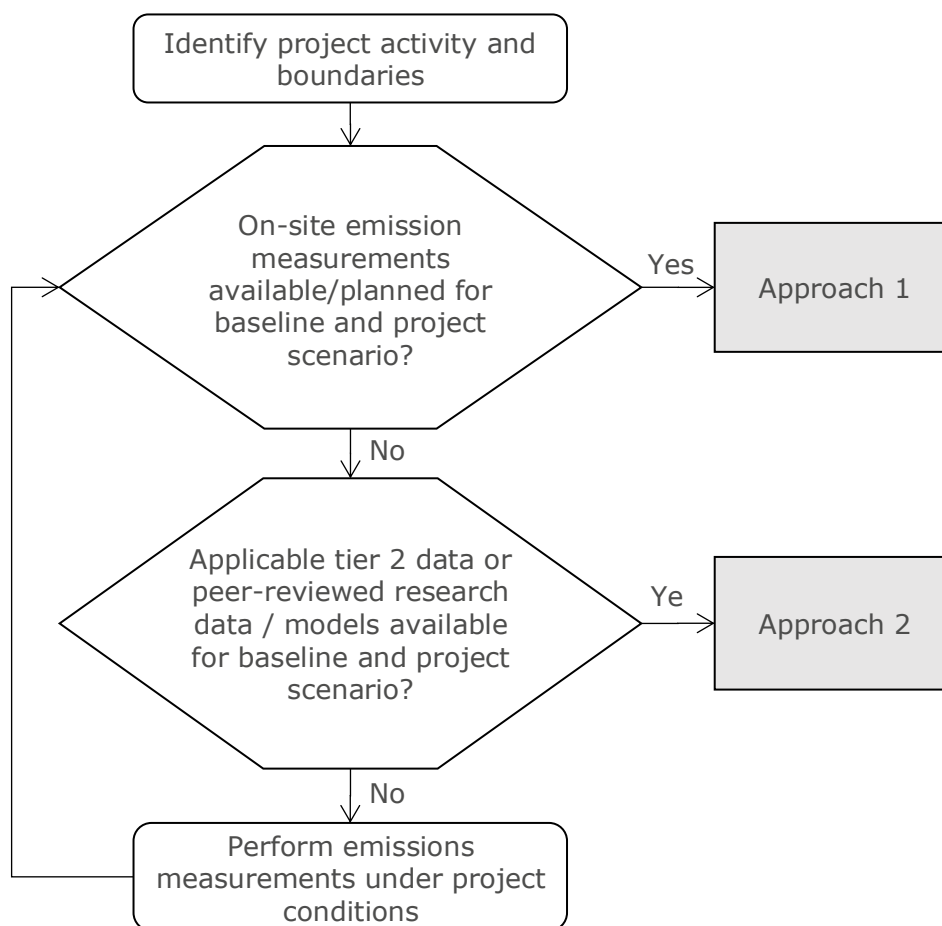 Identify project activity and
boundaries
On-site emission
measurements
available/planned for
baseline and project
scenario?
Yes
Approach 1
No
Applicable tier 2 data or
peer-reviewed research
data / models available
for baseline and project
scenario?
Ye
Approach 2
No
Perform emissions
measurements under project
conditions